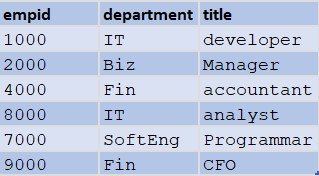 empid department title
1000 IT developer
2000 Biz Manager
4000 Fin accountant
8000 IT analyst
7000 SoftEng Programmar
9000 Fin CFO